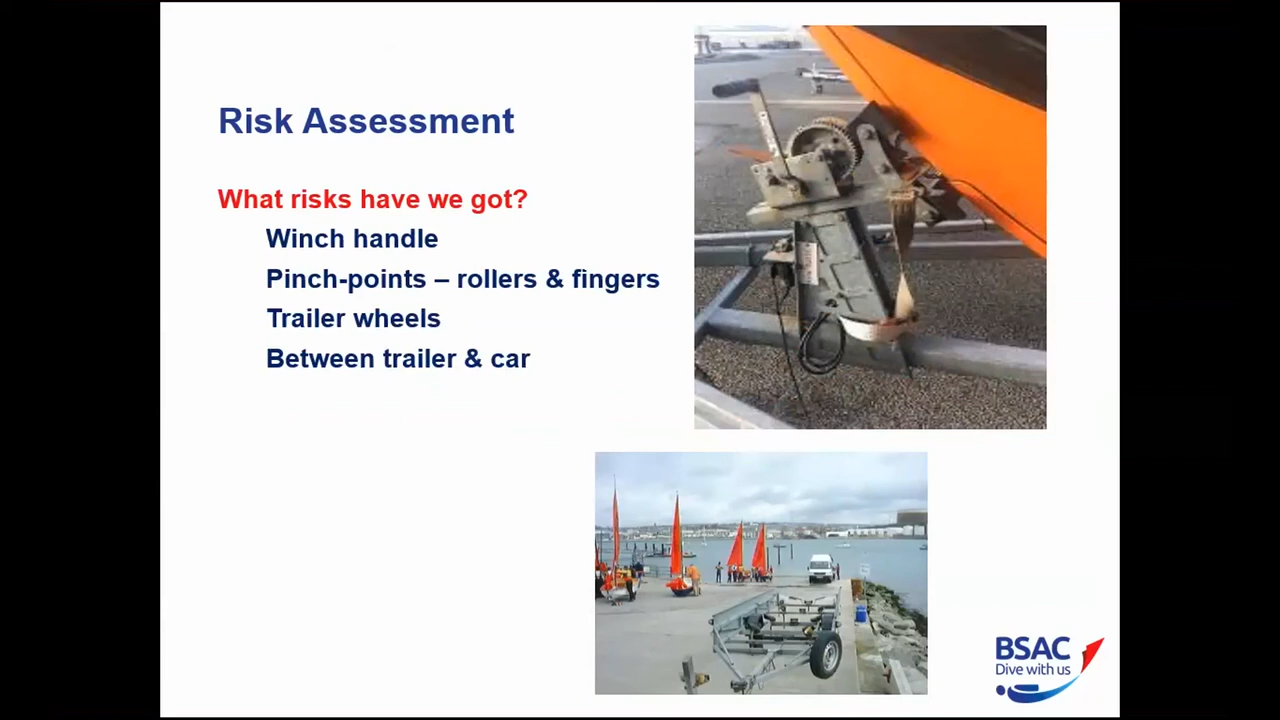 Risk Assessment
What risks have we got?
Winch handle
Pinch-points – rollers & fingers
Trailer wheels
Between trailer & car
BSAC
Dive with us